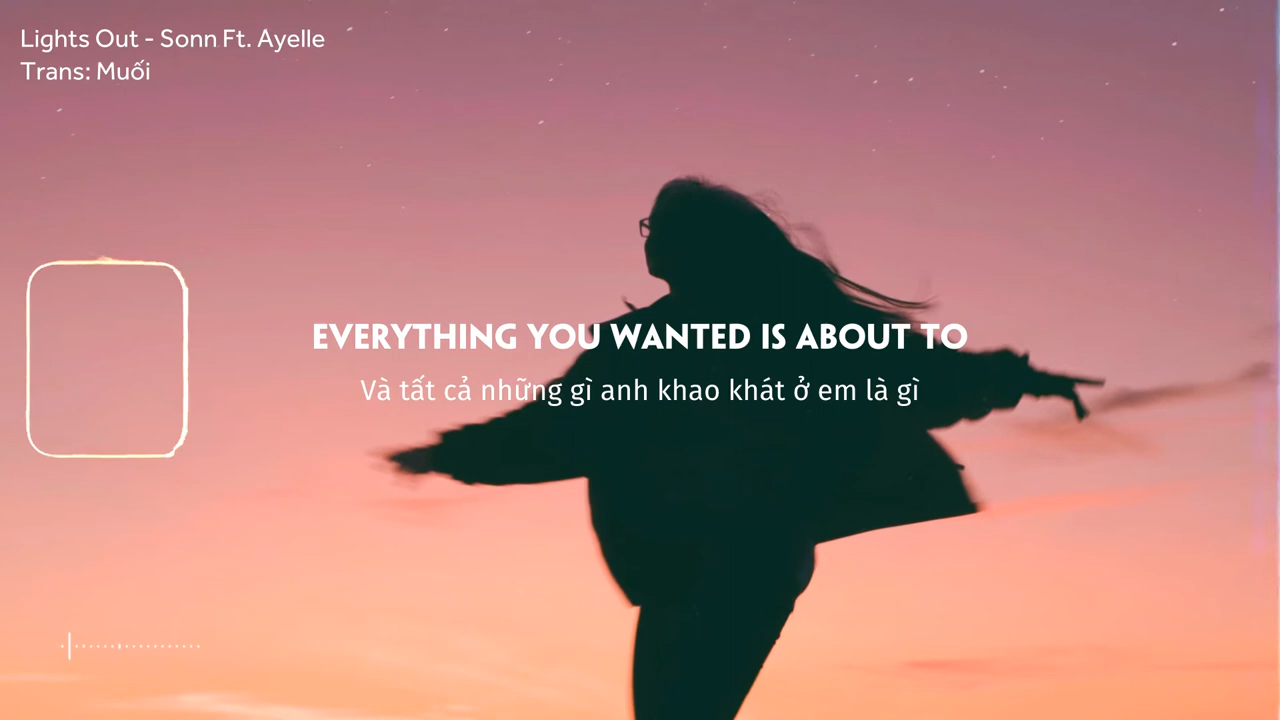 Lights Out - Sonn Ft. Ayelle
Trans: Muối
EVERYTHING YOU WANTED IS ABOUT TO
Và tất cả những gì anh khao khát ở em là gì